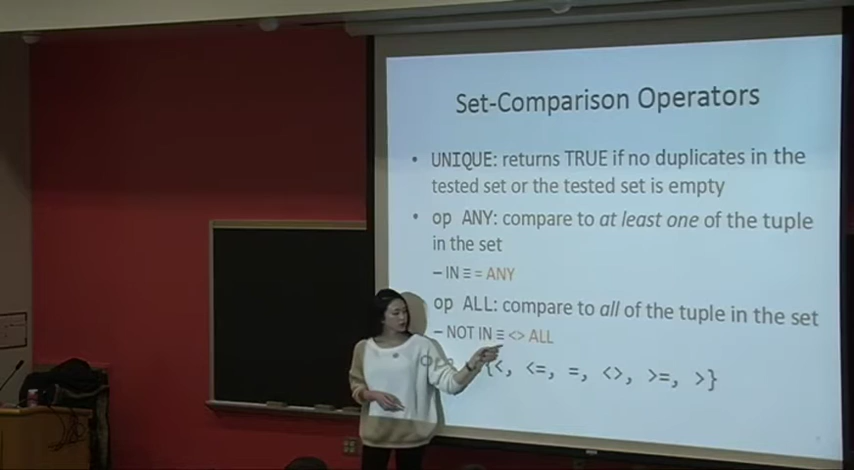 Set-Comparison Operators
• UNIQUE: returns TRUE if no duplicates in the
tested set or the tested set is empty
• op ANY: compare to at least one of the tuple
in the set
– IN ≡ = ANY
op ALL: compare to all of the tuple in the set
– NOT IN ≡ <> ALL
op {<, <=, =, <>, >=, >}